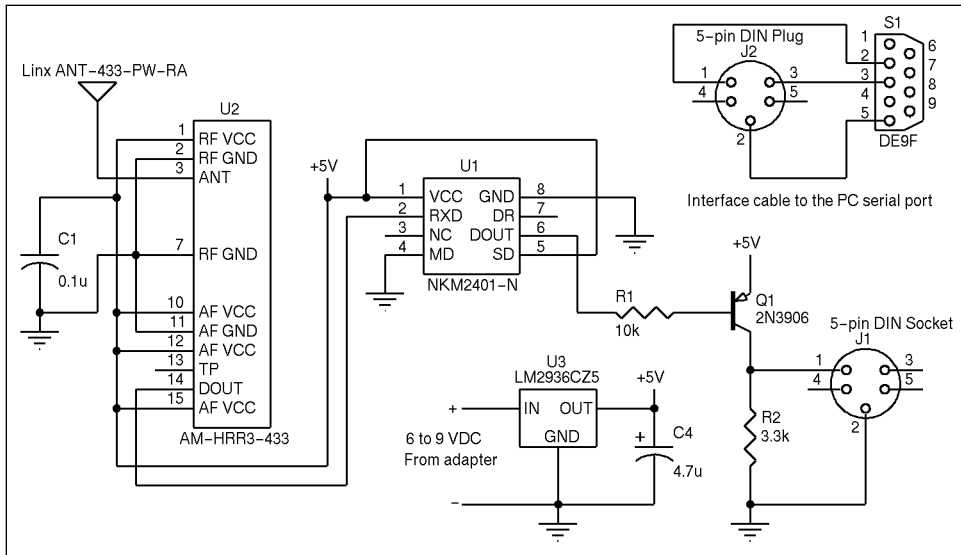 Linx ANT-433-PW-RA
U2
1 RF VCC
2 RF GND
3 ANT
7 RF GND
10 AF VCC
11 AF GND
12 AF VCC
13 TP
14 DOUT
15 AF VCC
AM-HRR3-433
C1
0.1u
+5V
U1
1 VCC GND 8
2 RXD DR 7
3 NC DOUT 6
4 MD SD 5
NKM2401-N
5-pin DIN Plug
J2
1 3
4 5
2
S1
1
6
2
7
3
8
4
9
5
DE9F
Interface cable to the PC serial port
R1
10k
+5V
Q1
2N3906
5-pin DIN Socket
J1
1 3
4 5
2
R2
3.3k
U3
LM2936CZ5
+ IN OUT
GND
+5V
6 to 9 VDC
From adapter
-
+ C4
4.7u